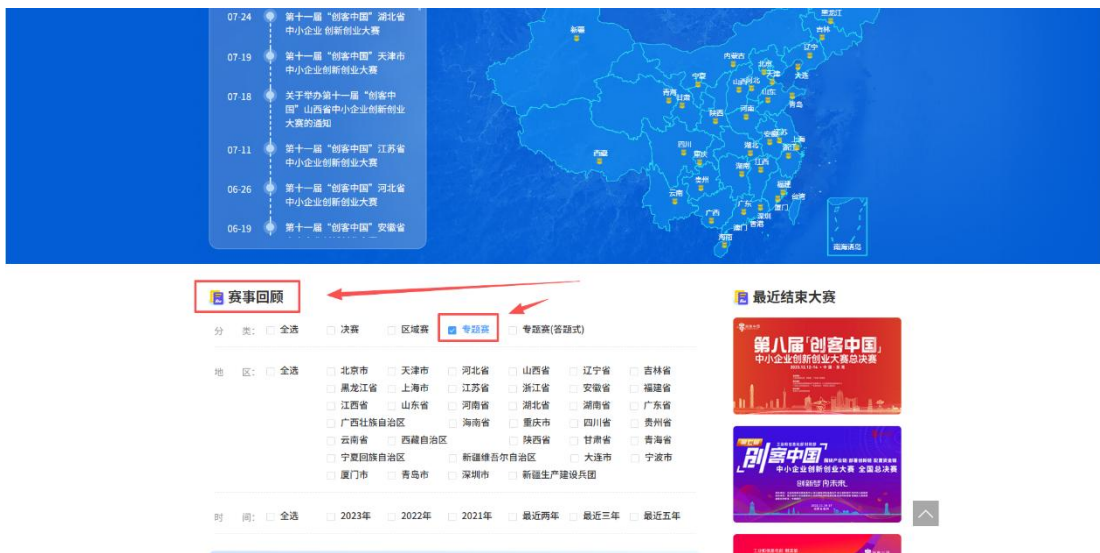 07-24
第十一届“创客中国”湖北省
中小企业 创新创业大赛
07-19
第十一届“创客中国”天津市
中小企业创新创业大赛
07-18
关于举办第十一届“创客中
国”山西省中小企业创新创业
大赛的通知
07-11
第十一届“创客中国”江苏省
中小企业创新创业大赛
06-26
第十一届“创客中国”河北省
中小企业创新创业大赛
06-19
第十一届“创客中国”安徽省
黑龙江
吉林
新疆
辽宁
内蒙古
北京
天津
大连
宁夏
山西
河北
青海
甘肃
山东
青岛
陕西
河南
安徽
江苏
上海
西藏
四川
重庆
湖北
浙江
湖南
江西
贵州
福建
云南
台湾
广东
厦门
广西
深圳
香港
澳门
海南
南海诸岛
赛事回顾
分 类: 全选 决赛 区域赛 专题赛 专题赛(答题式)
地 区: 全选 北京市 天津市 河北省 山西省 辽宁省 吉林省
黑龙江省 上海市 江苏省 浙江省 安徽省 福建省
江西省 山东省 河南省 湖北省 湖南省 广东省
广西壮族自治区 海南省 重庆市 四川省 贵州省
云南省 西藏自治区 陕西省 甘肃省 青海省
宁夏回族自治区 新疆维吾尔自治区 大连市 宁波市
厦门市 青岛市 深圳市 新疆生产建设兵团
时 间: 全选 2023年 2022年 2021年 最近两年 最近三年 最近五年
最近结束大赛
第八届“创客中国”
中小企业创新创业大赛总决赛
创客中国
中小企业创新创业大赛 全国总决赛
创新梦 向未来